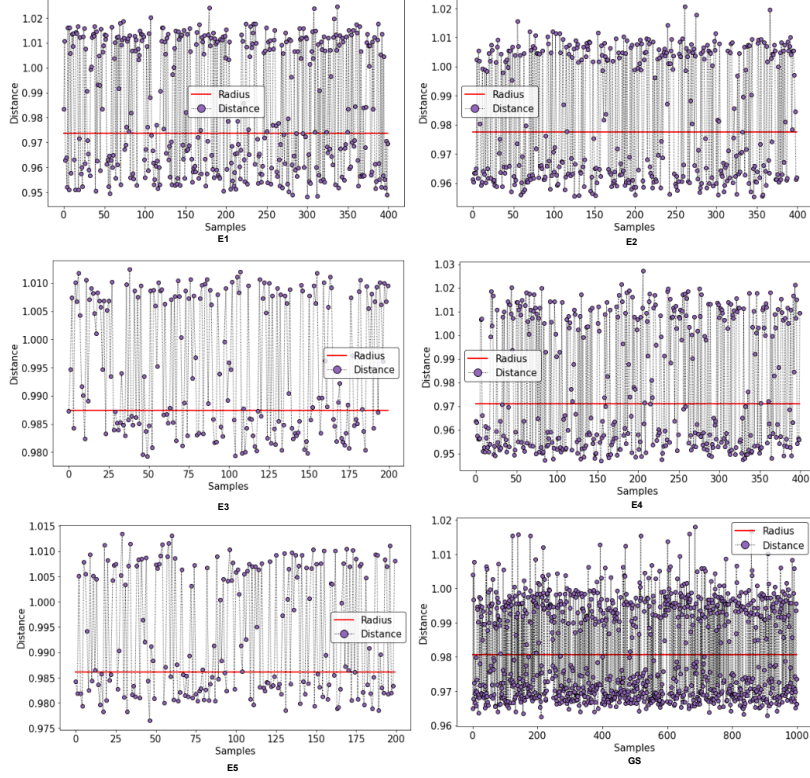 1.02
1.01
1.00
0.99
0.98
0.97
0.96
0.95
Distance
Radius
Distance
0 50 100 150 200 250 300 350 400
Samples
E1
1.02
1.01
1.00
0.99
0.98
0.97
0.96
Distance
Radius
Distance
0 50 100 150 200 250 300 350 400
Samples
E2
1.010
1.005
1.000
0.995
0.990
0.985
0.980
Distance
Radius
Distance
0 25 50 75 100 125 150 175 200
Samples
E3
1.03
1.02
1.01
1.00
0.99
0.98
0.97
0.96
0.95
Distance
Radius
Distance
0 50 100 150 200 250 300 350 400
Samples
E4
1.015
1.010
1.005
1.000
0.995
0.990
0.985
0.980
0.975
Distance
Radius
Distance
0 25 50 75 100 125 150 175 200
Samples
E5
1.02
1.01
1.00
0.99
0.98
0.97
0.96
Distance
Radius
Distance
0 200 400 600 800 1000
Samples
GS